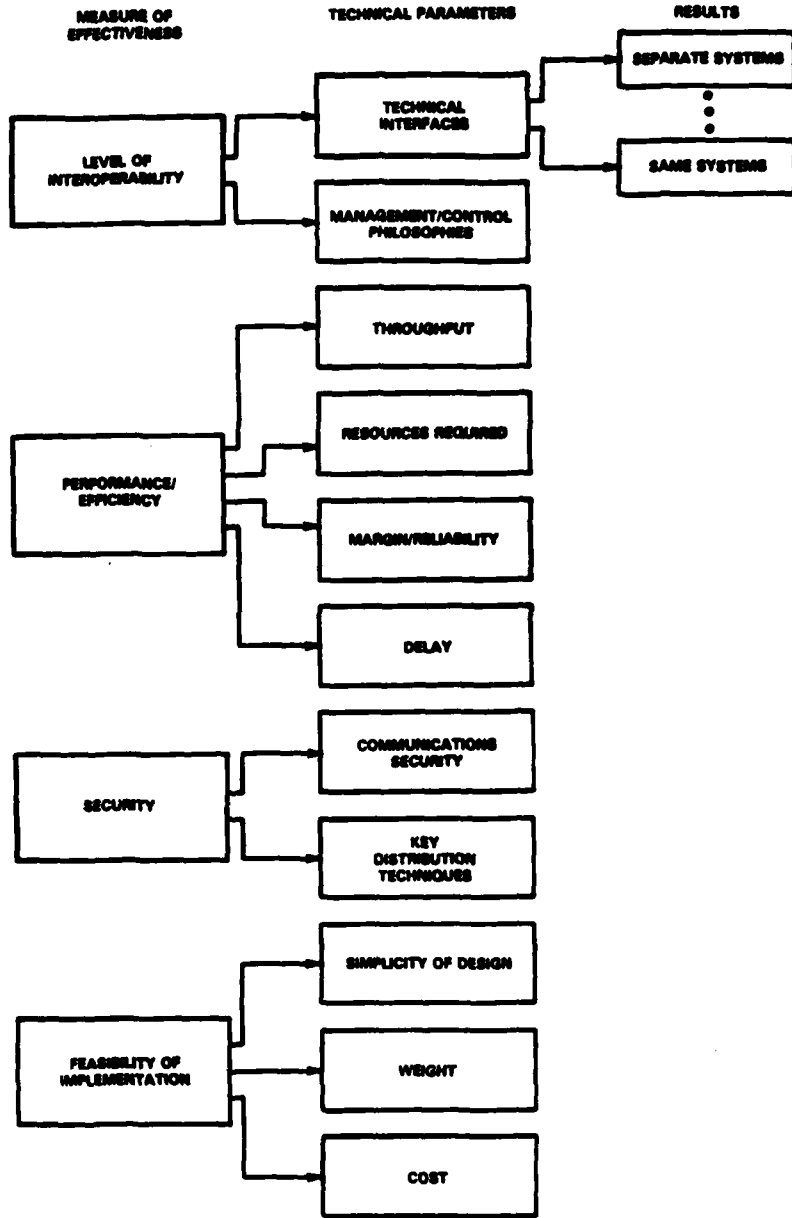 MEASURE OF
EFFECTIVENESS
TECHNICAL PARAMETERS
RESULTS
LEVEL OF
INTEROPERABILITY
TECHNICAL
INTERFACES
SEPARATE SYSTEMS
SAME SYSTEMS
MANAGEMENT/CONTROL
PHILOSOPHIES
PERFORMANCE/
EFFICIENCY
THROUGHPUT
RESOURCES REQUIRED
MARGIN/RELIABILITY
DELAY
SECURITY
COMMUNICATIONS
SECURITY
KEY
DISTRIBUTION
TECHNIQUES
FEASIBILITY OF
IMPLEMENTATION
SIMPLICITY OF DESIGN
WEIGHT
COST